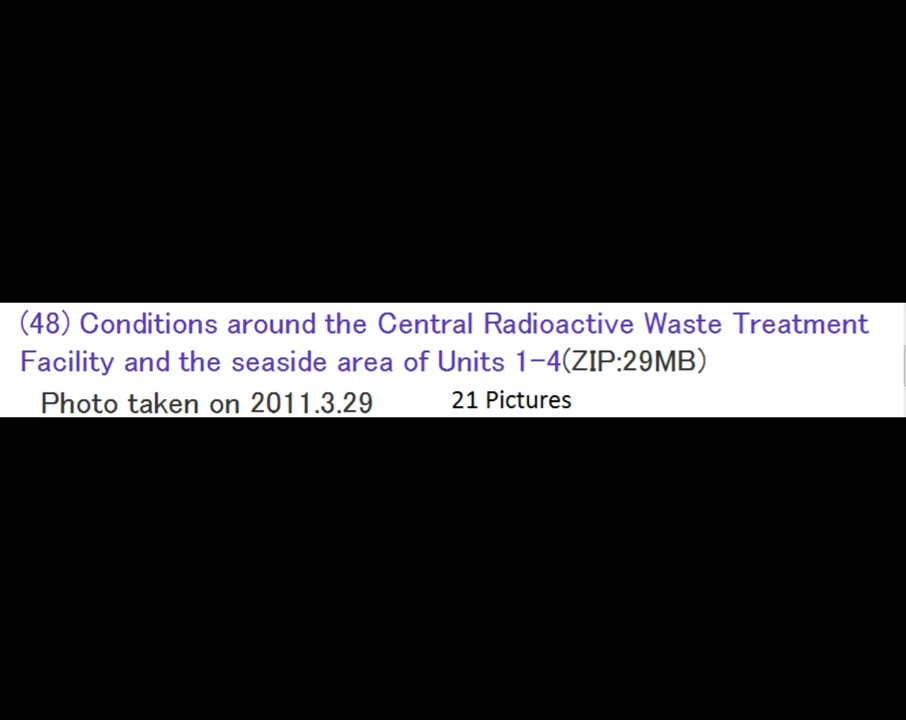 (48) Conditions around the Central Radioactive Waste Treatment
Facility and the seaside area of Units 1-4(ZIP:29MB)
Photo taken on 2011.3.29 21 Pictures